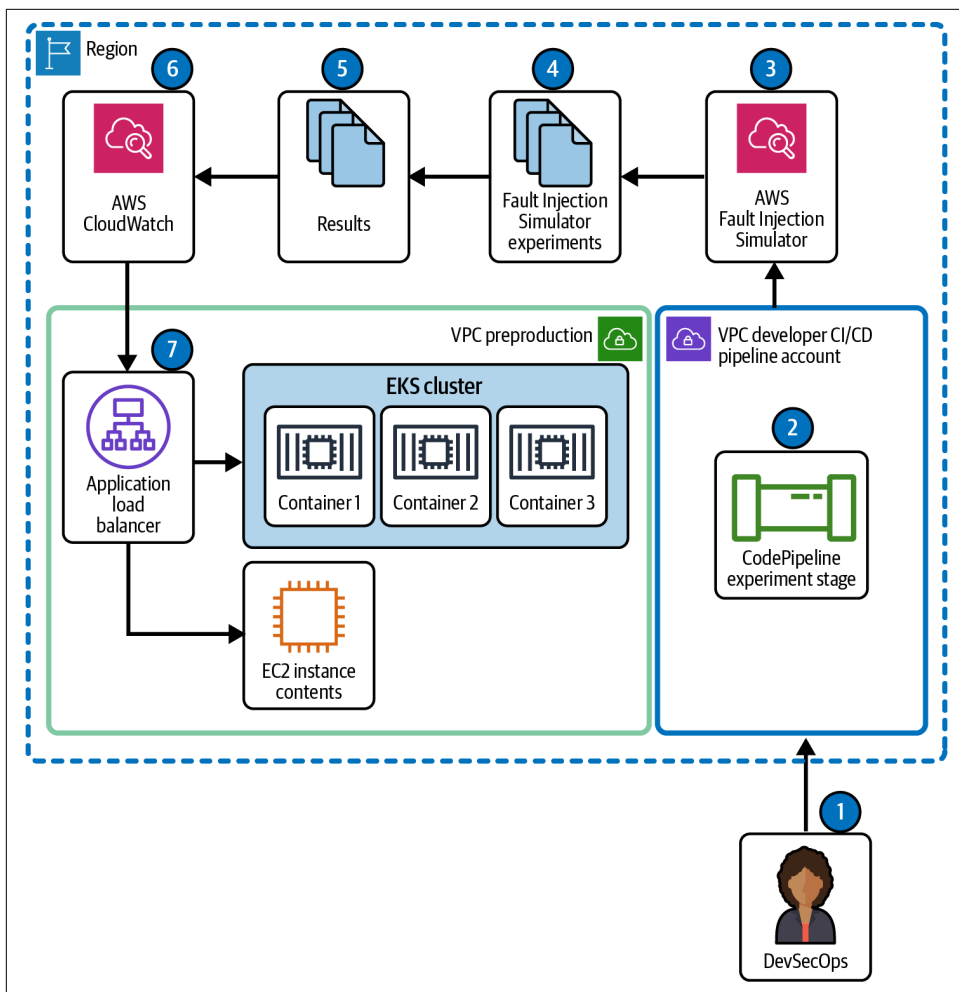 Region
6
5
4
3
AWS
CloudWatch
Results
Fault Injection
Simulator
experiments
AWS
Fault Injection
Simulator
VPC preproduction
VPC developer CI/CD
pipeline account
7
EKS cluster
2
Application
load
balancer
Container 1
Container 2
Container 3
CodePipeline
experiment stage
EC2 instance
contents
1
DevSecOps